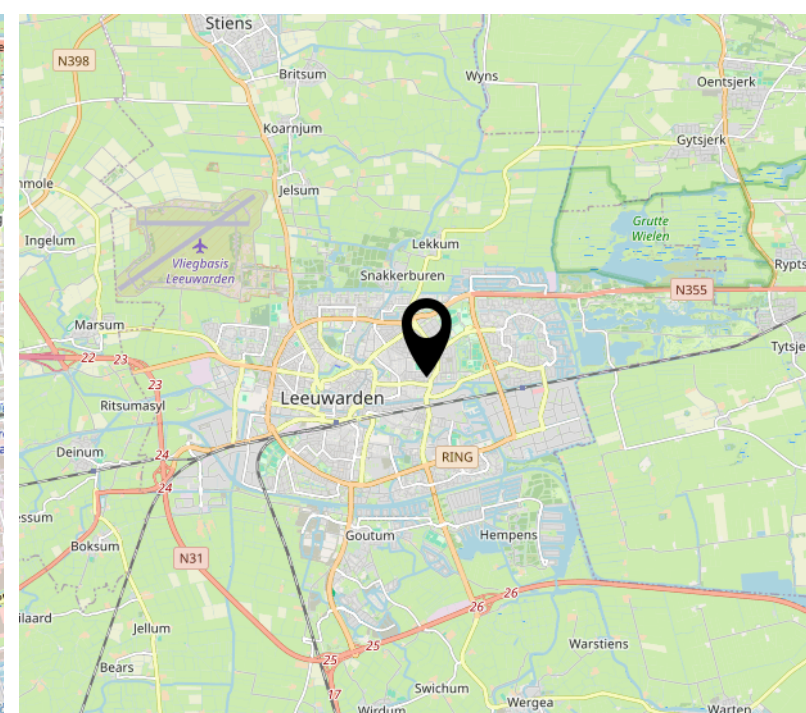 Stiens
N398
Britsum
Wyns
Oentsjerk
Koarnjum
Gytsjerk
Jelsum
Grutte
Wielen
Ingelum
Lekkum
Vliegbasis
Leeuwarden
Snakkerburen
N355
Marsum
22
23
23
Ritsumasyl
Leeuwarden
Deinum
24
RING
24
Goutum
Hempens
Boksum
N31
26
26
Jellum
Warstiens
25
25
Bears
17
Swichum
Wergea
Warten
Wirdum